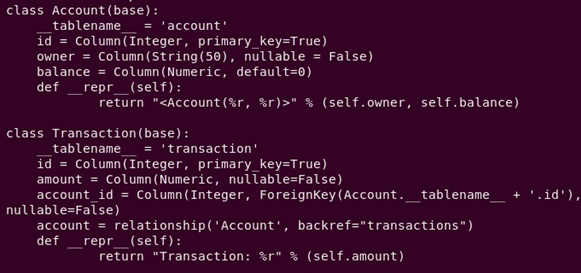 class Account(base):
    __tablename__ = 'account'
    id = Column(Integer, primary_key=True)
    owner = Column(String(50), nullable = False)
    balance = Column(Numeric, default=0)
    def __repr__(self):
            return "<Account(%r, %r)>" % (self.owner, self.balance)

class Transaction(base):
    __tablename__ = 'transaction'
    id = Column(Integer, primary_key=True)
    amount = Column(Numeric, nullable=False)
    account_id = Column(Integer, ForeignKey(Account.__tablename__ + '.id'),
nullable=False)
    account = relationship('Account', backref="transactions")
    def __repr__(self):
            return "Transaction: %r" % (self.amount)